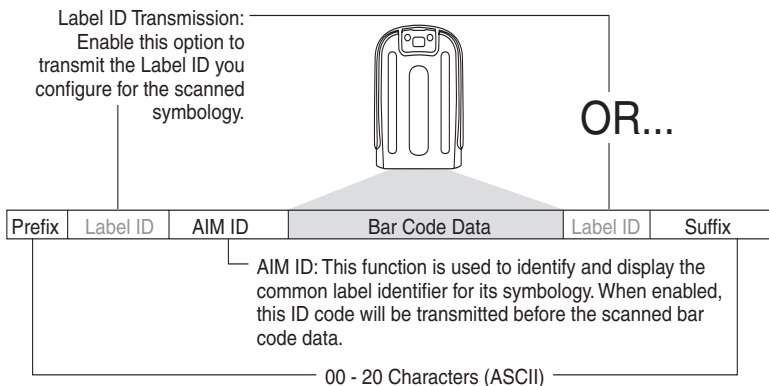 Label ID Transmission:
Enable this option to
transmit the Label ID you
configure for the scanned
symbology.
OR...
Prefix Label ID AIM ID Bar Code Data Label ID Suffix
AIM ID: This function is used to identify and display the
common label identifier for its symbology. When enabled,
this ID code will be transmitted before the scanned bar
code data.
00 - 20 Characters (ASCII)